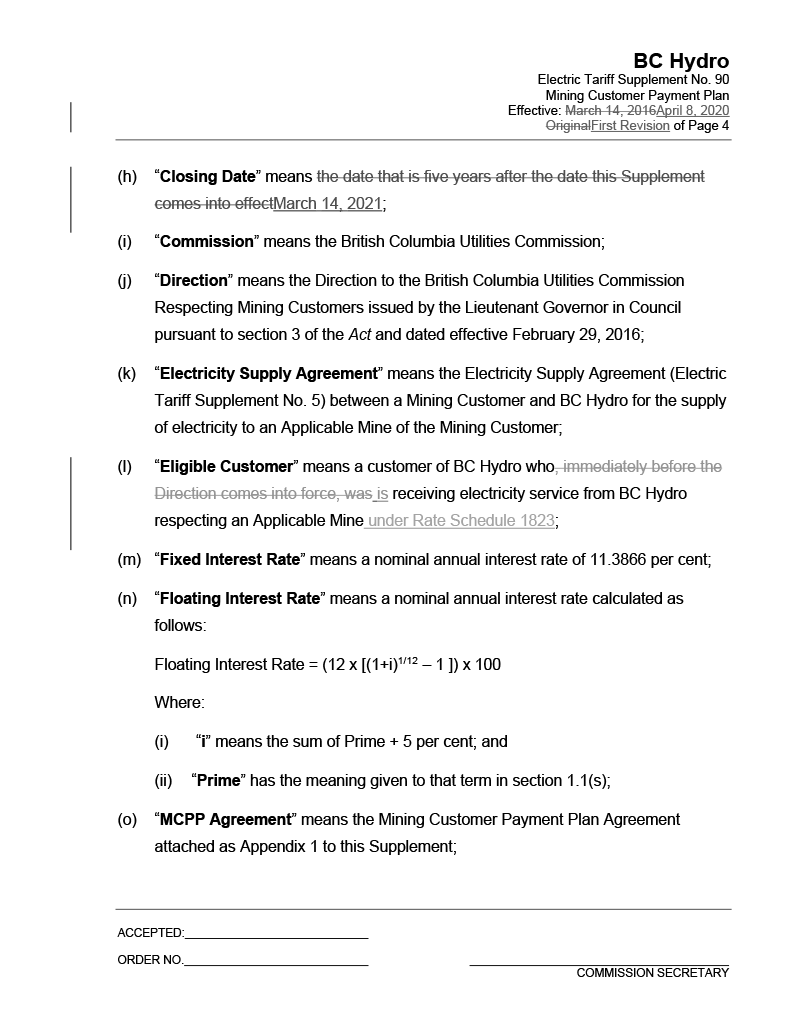 BC Hydro
Electric Tariff Supplement No. 90
Mining Customer Payment Plan
Effective: March 14, 2016April 8, 2020
OriginalFirst Revision of Page 4
(h) “Closing Date” means the date that is five years after the date this Supplement
comes into effectMarch 14, 2021;
(i) “Commission” means the British Columbia Utilities Commission;
(j) “Direction” means the Direction to the British Columbia Utilities Commission
Respecting Mining Customers issued by the Lieutenant Governor in Council
pursuant to section 3 of the Act and dated effective February 29, 2016;
(k) “Electricity Supply Agreement” means the Electricity Supply Agreement (Electric
Tariff Supplement No. 5) between a Mining Customer and BC Hydro for the supply
of electricity to an Applicable Mine of the Mining Customer;
(l) “Eligible Customer” means a customer of BC Hydro who, immediately before the
Direction comes into force, was is receiving electricity service from BC Hydro
respecting an Applicable Mine under Rate Schedule 1823;
(m) “Fixed Interest Rate” means a nominal annual interest rate of 11.3866 per cent;
(n) “Floating Interest Rate” means a nominal annual interest rate calculated as
follows:
Floating Interest Rate = (12 x [(1+i)1/12 – 1 ]) x 100
Where:
(i) “i” means the sum of Prime + 5 per cent; and
(ii) “Prime” has the meaning given to that term in section 1.1(s);
(o) “MCPP Agreement” means the Mining Customer Payment Plan Agreement
attached as Appendix 1 to this Supplement;
ACCEPTED:
ORDER NO.
COMMISSION SECRETARY